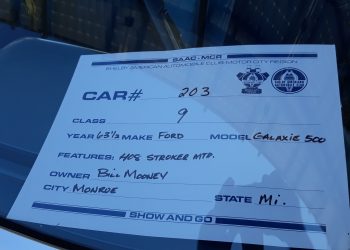 SAAC-MCR
SHELBY AMERICAN AUTOMOBILE CLUB MOTOR CITY REGION
CAR# 203
CLASS 9
YEAR 63½ MAKE FORD MODEL GALAXIE 500
FEATURES: 408 STROKER MTD.
OWNER BILL MOONEY
CITY MONROE STATE Mi.
SHOW AND GO